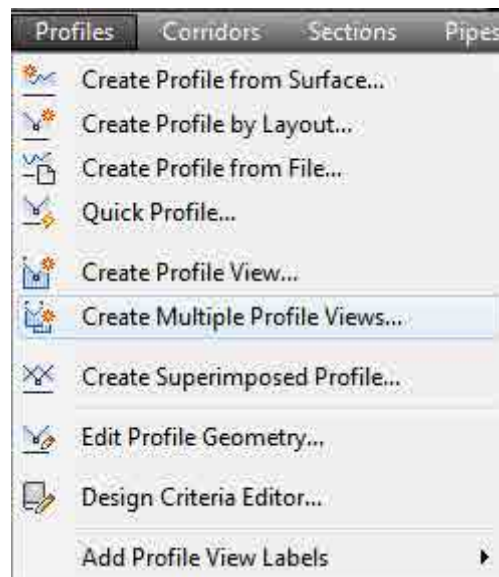 Profiles Corridors Sections Pipes
Create Profile from Surface...
Create Profile by Layout...
Create Profile from File...
Quick Profile...
Create Profile View...
Create Multiple Profile Views...
Create Superimposed Profile...
Edit Profile Geometry...
Design Criteria Editor...
Add Profile View Labels